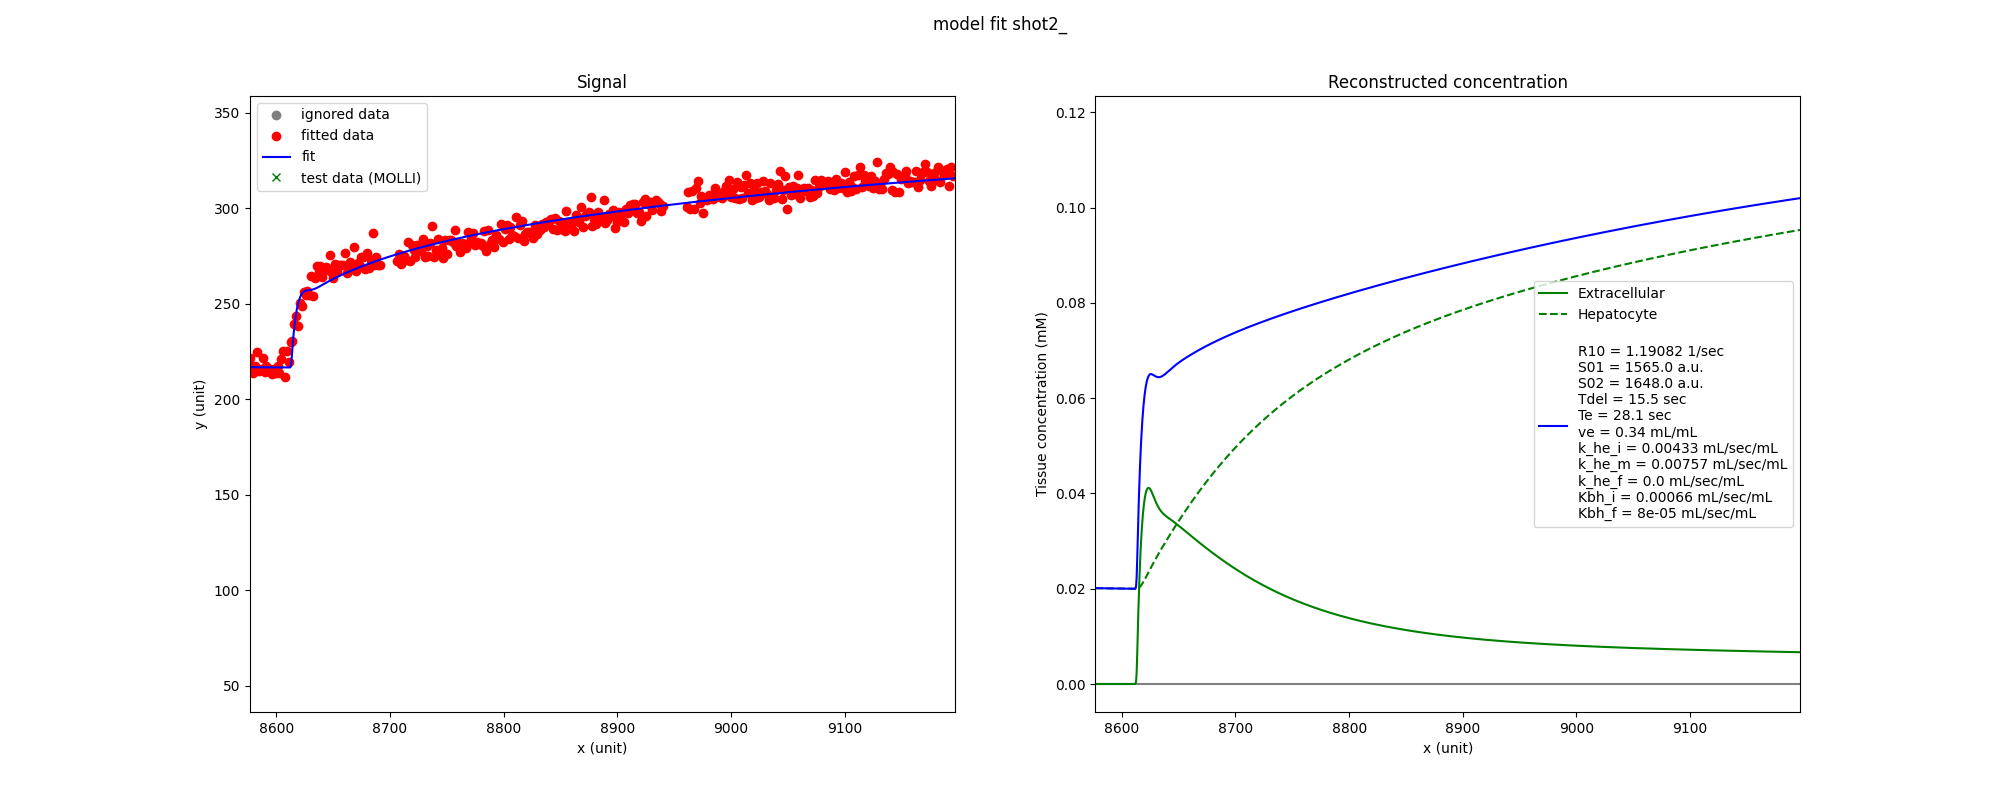 model fit shot2_
Signal
350
300
250
200
150
100
50
y (unit)
8600
8700
8800
8900
9000
9100
x (unit)
ignored data
fitted data
fit
test data (MOLLI)
Reconstructed concentration
0.12
0.10
0.08
0.06
0.04
0.02
0.00
Tissue concentration (mM)
8600
8700
8800
8900
9000
9100
x (unit)
Extracellular
Hepatocyte
R10 = 1.19082 1/sec
S01 = 1565.0 a.u.
S02 = 1648.0 a.u.
Tdel = 15.5 sec
Te = 28.1 sec
ve = 0.34 mL/mL
k_he_i = 0.00433 mL/sec/mL
k_he_m = 0.00757 mL/sec/mL
k_he_f = 0.0 mL/sec/mL
Kbh_i = 0.00066 mL/sec/mL
Kbh_f = 8e-05 mL/sec/mL